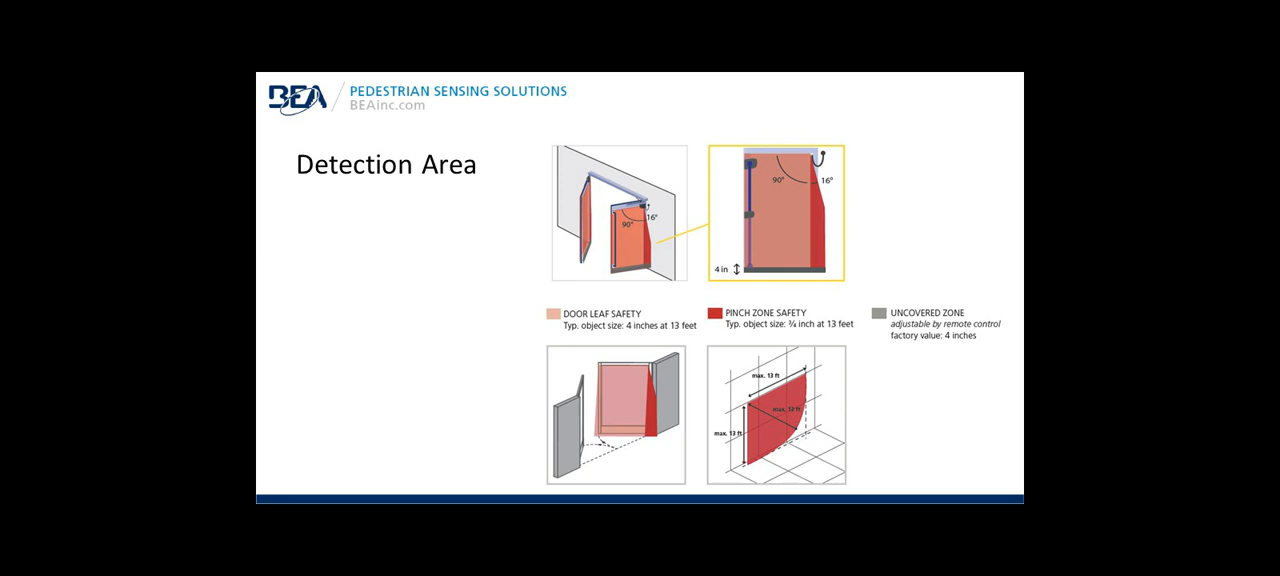 BEA
PEDESTRIAN SENSING SOLUTIONS
BEAinc.com
Detection Area
90°
16°
90°
16°
4 in
DOOR LEAF SAFETY
Typ. object size: 4 inches at 13 feet
PINCH ZONE SAFETY
Typ. object size: ¾ inch at 13 feet
UNCOVERED ZONE
adjustable by remote control
factory value: 4 inches
max. 13 ft
max. 13 ft
max. 13 ft